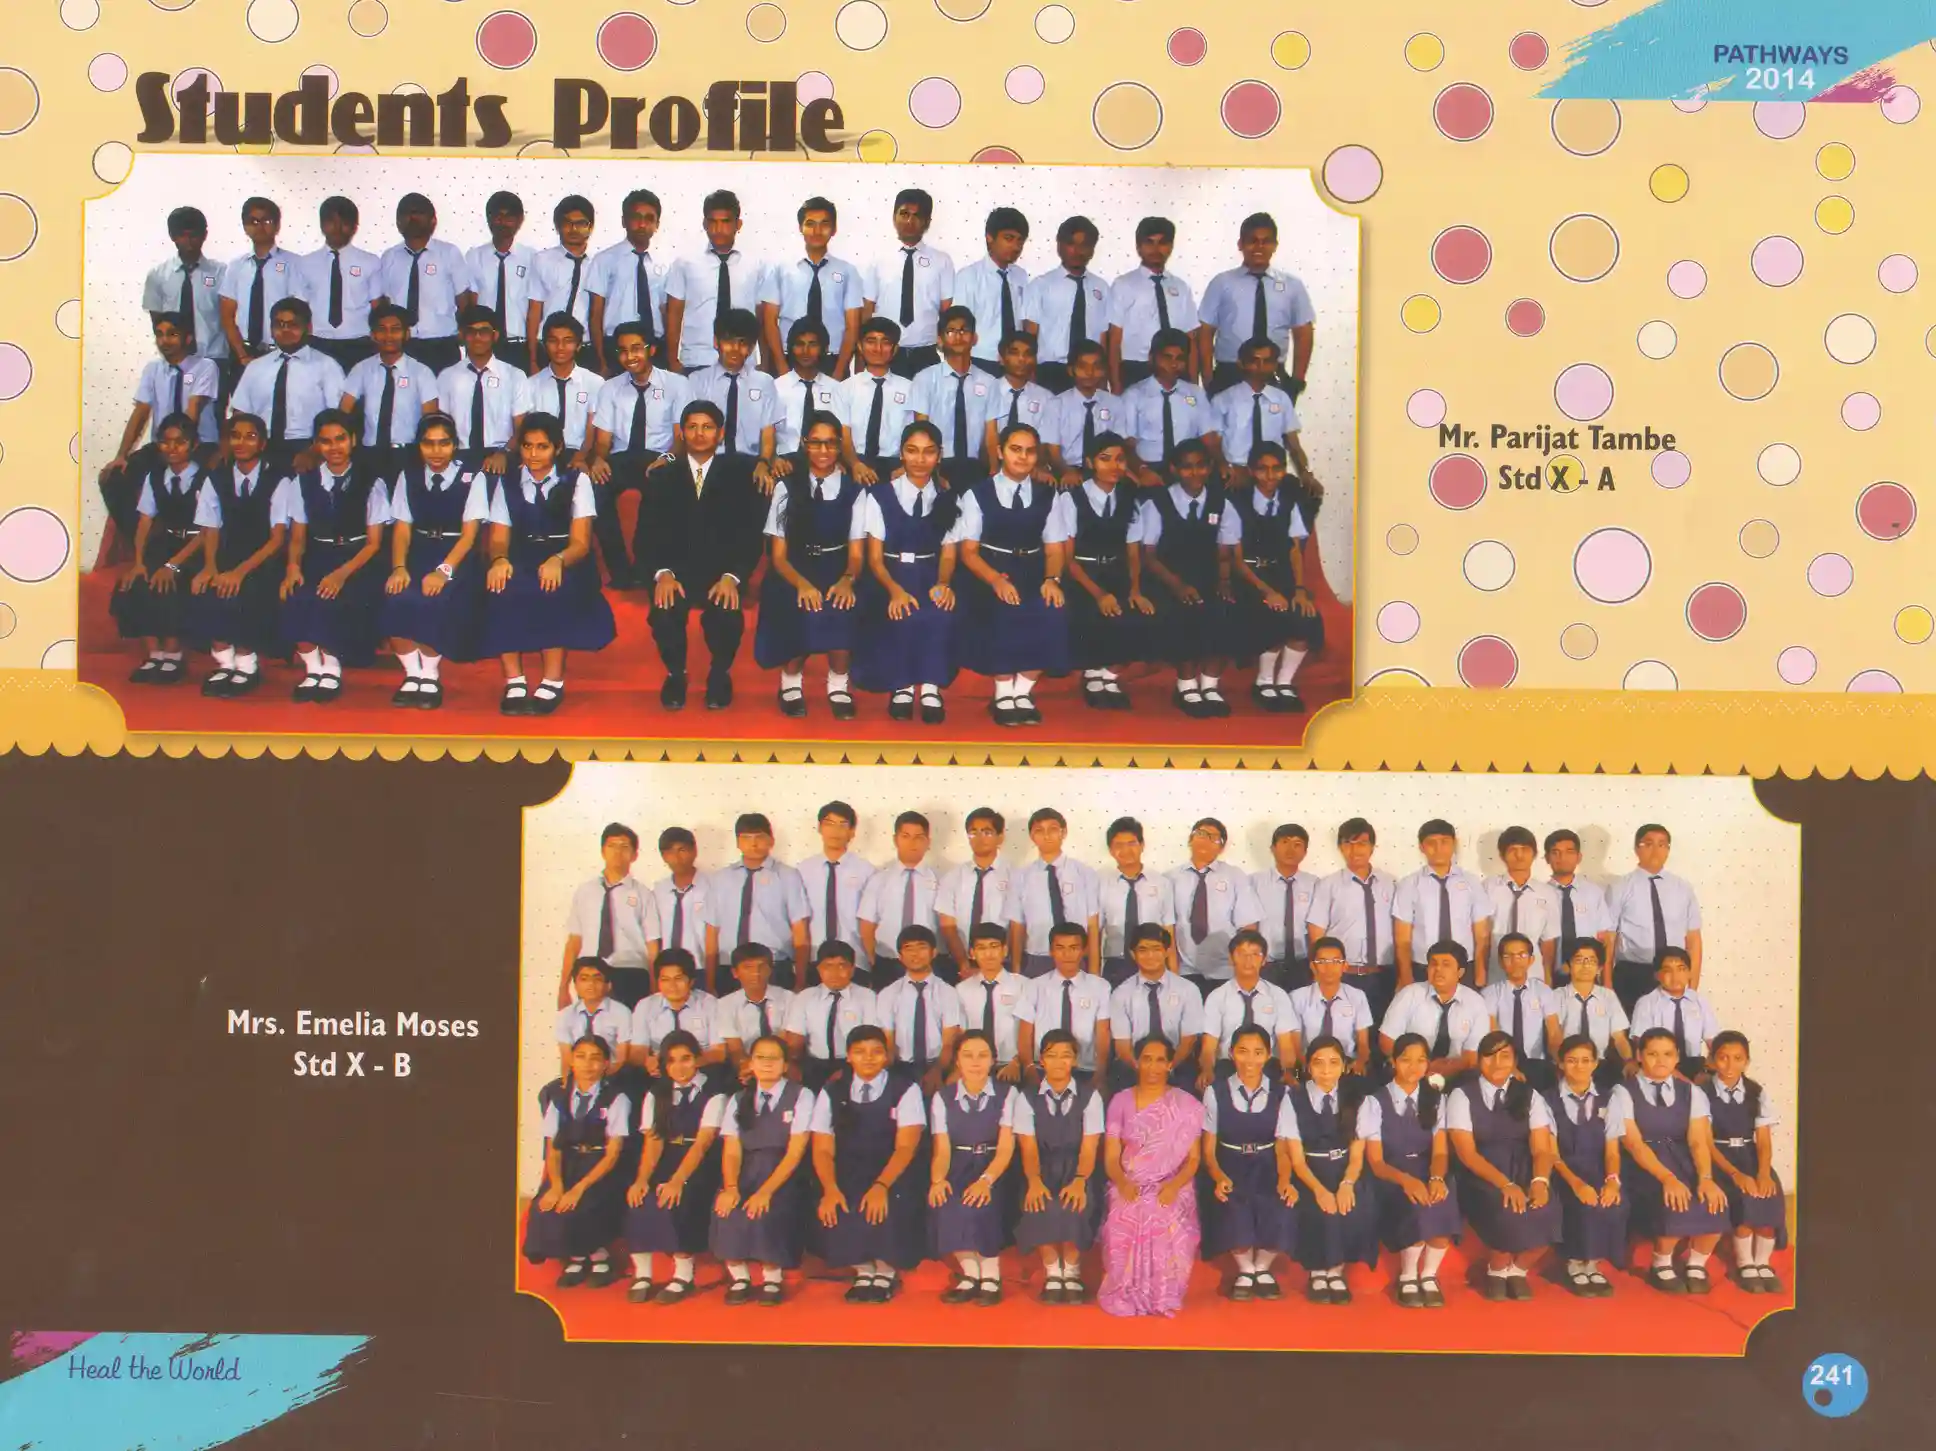 PATHWAYS
2014
Students Profile
Mr. Parijat Tambe
Std X - A
Mrs. Emelia Moses
Std X - B
Heal the World
241